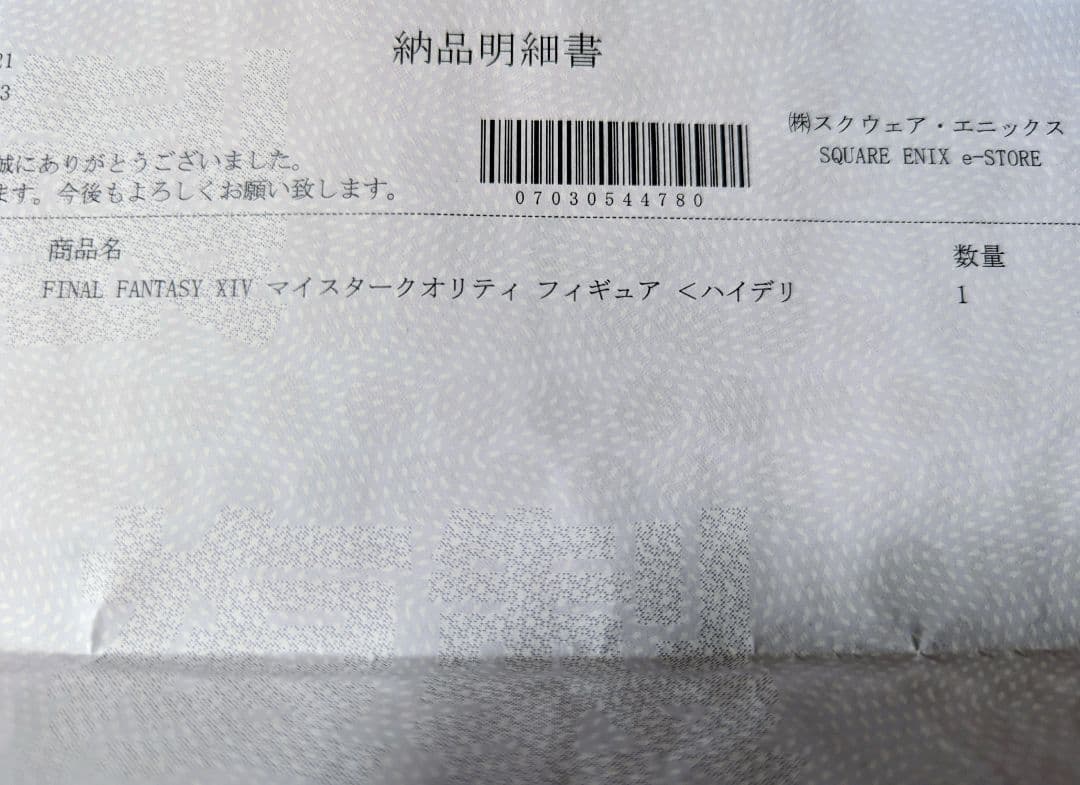 納品明細書
21
3
㈱スクウェア・エニックス
SQUARE ENIX e-STORE
誠にありがとうございました。
ます。今後もよろしくお願い致します。
07030544780
商品名 数量
FINAL FANTASY XIV マイスタークオリティ フィギュア <ハイデリ 1